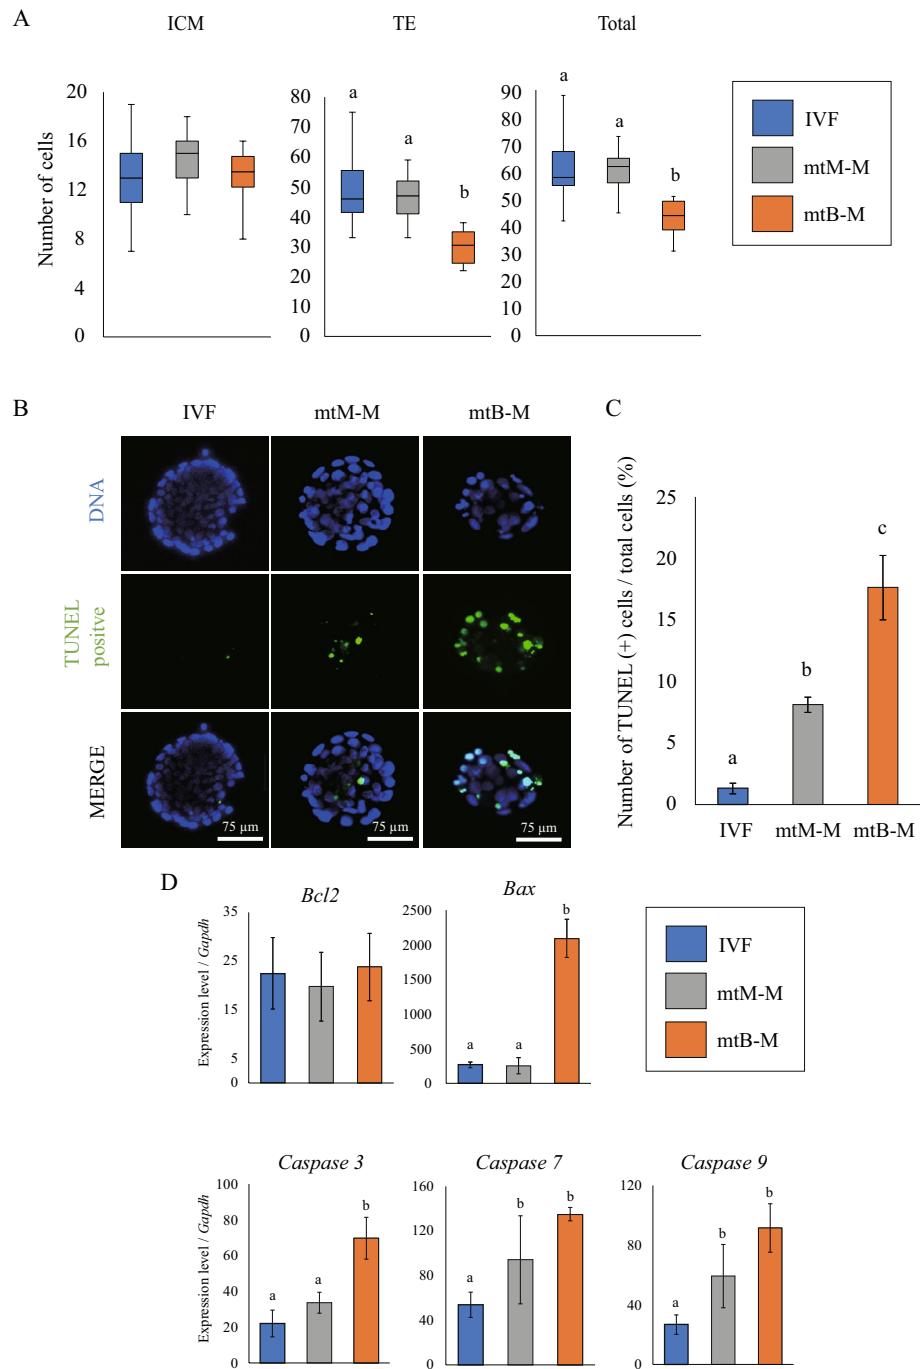 A
ICM
TE
Total
Number of cells
20
16
12
8
4
0
80
70
60
50
40
30
20
10
0
a
a
b
90
80
70
60
50
40
30
20
10
0
a
a
b
IVF
mtM-M
mtB-M
B
IVF
mtM-M
mtB-M
DNA
TUNEL
positve
MERGE
75 µm
75 µm
75 µm
C
Number of TUNEL (+) cells / total cells (%)
25
20
15
10
5
0
a
b
c
IVF
mtM-M
mtB-M
D
Bcl2
Expression level / Gapdh
35
25
15
5
0
Bax
2500
2000
1500
1000
500
0
a
a
b
IVF
mtM-M
mtB-M
Caspase 3
Expression level / Gapdh
100
80
60
40
20
0
a
a
b
Caspase 7
160
120
80
40
0
a
b
b
Caspase 9
120
80
40
0
a
b
b